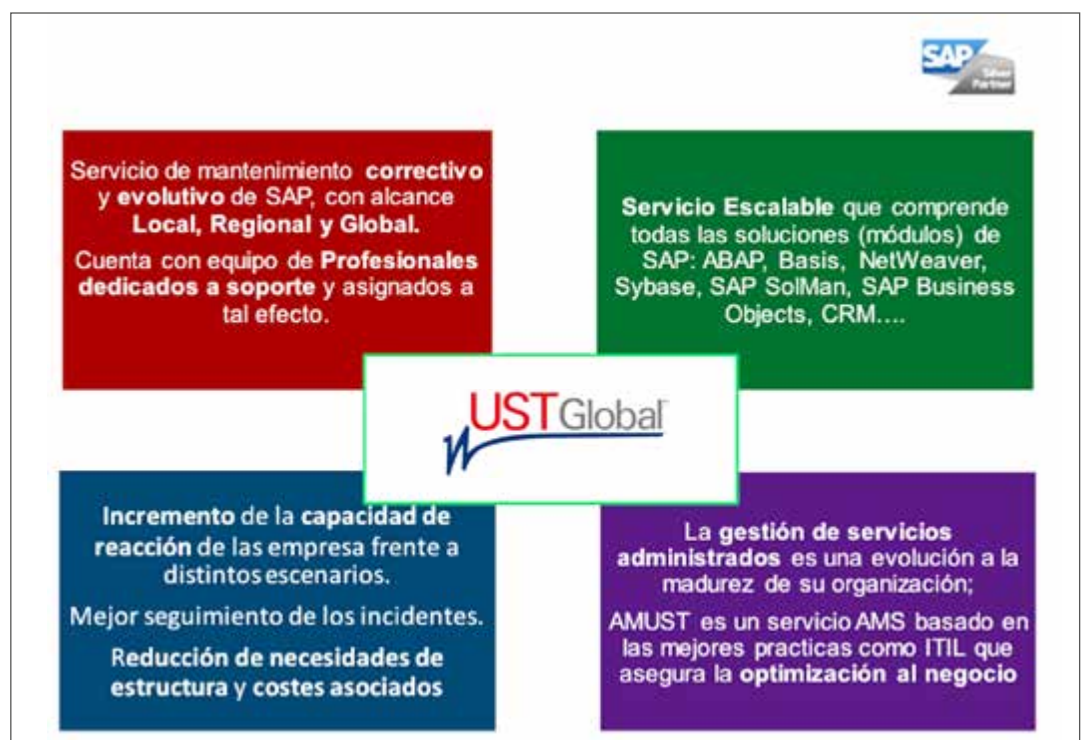 SAP
Silver
Partner
Servicio de mantenimiento correctivo
y evolutivo de SAP, con alcance
Local, Regional y Global.
Cuenta con equipo de Profesionales
dedicados a soporte y asignados a
tal efecto.
Servicio Escalable que comprende
todas las soluciones (módulos) de
SAP: ABAP, Basis, NetWeaver,
Sybase, SAP SolMan, SAP Business
Objects, CRM....
UST Global
Incremento de la capacidad de
reacción de las empresa frente a
distintos escenarios.
Mejor seguimiento de los incidentes.
Reducción de necesidades de
estructura y costes asociados
La gestión de servicios
administrados es una evolución a la
madurez de su organización;
AMUST es un servicio AMS basado en
las mejores practicas como ITIL que
asegura la optimización al negocio